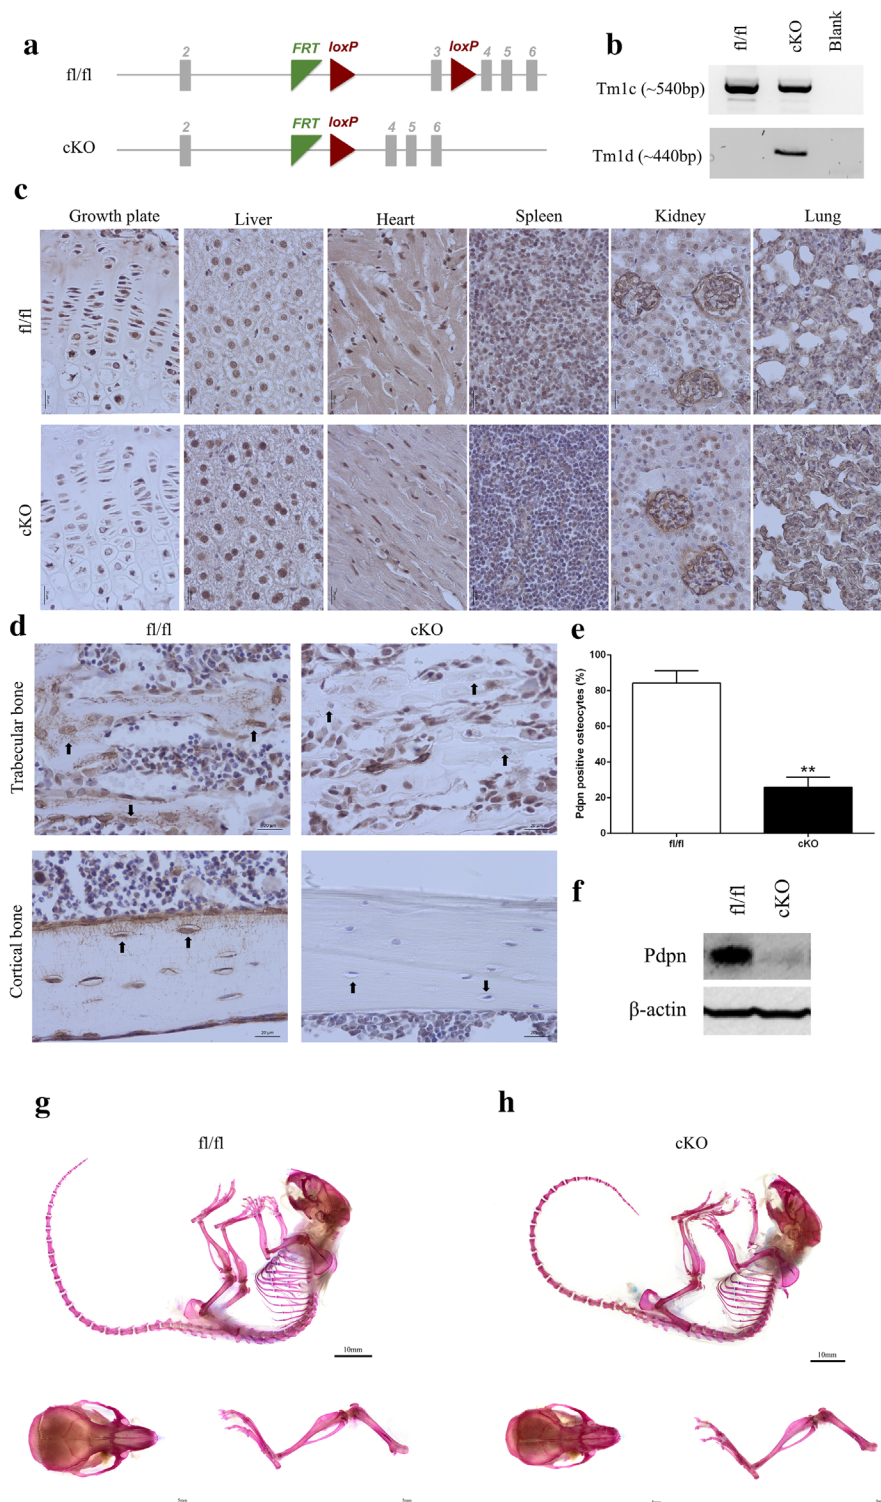 a
FRT loxP loxP
2 3 4 5 6
fl/fl
FRT loxP
2 4 5 6
cKO
b
fl/fl cKO Blank
Tm1c (~540bp)
Tm1d (~440bp)
c
Growth plate Liver Heart Spleen Kidney Lung
fl/fl
cKO
d
fl/fl cKO
Trabecular bone
20 µm
Cortical bone
20 µm
e
Pdpn positive osteocytes (%)
100
80
60
40
20
0
**
fl/fl cKO
f
fl/fl cKO
Pdpn
β-actin
g
fl/fl
10mm
h
cKO
10mm